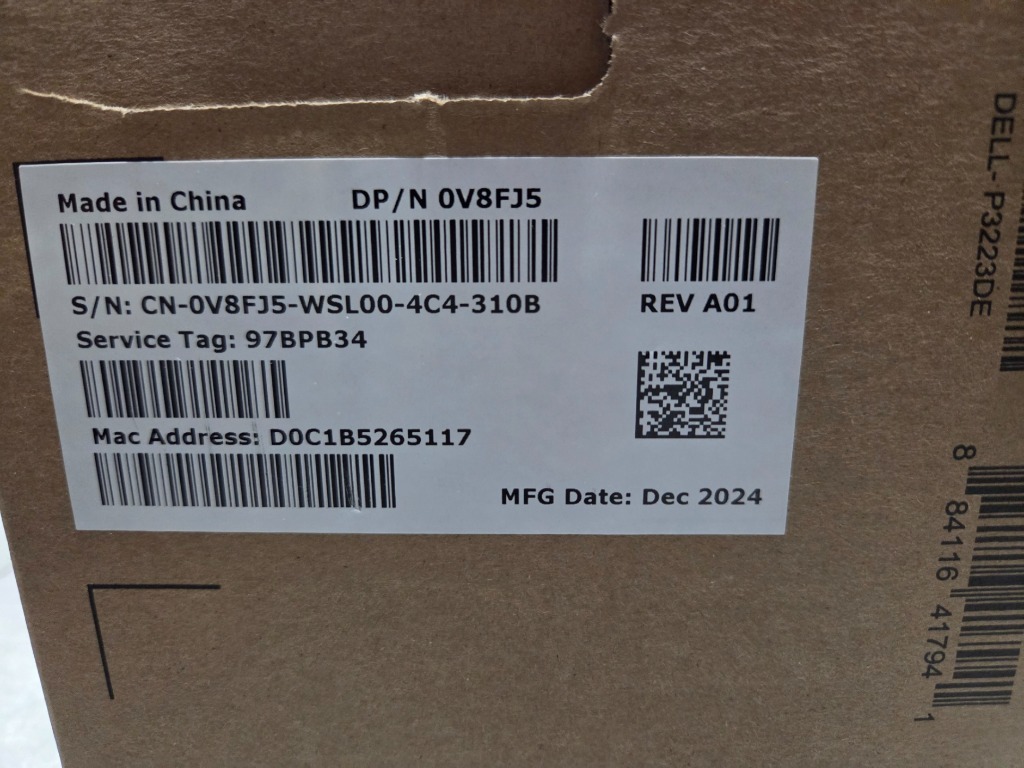 Made in China DP/N 0V8FJ5
S/N: CN-0V8FJ5-WSL00-4C4-310B
REV A01
Service Tag: 97BPB34
Mac Address: D0C1B5265117
MFG Date: Dec 2024
DELL- P3223DE
8 84116 41794 1